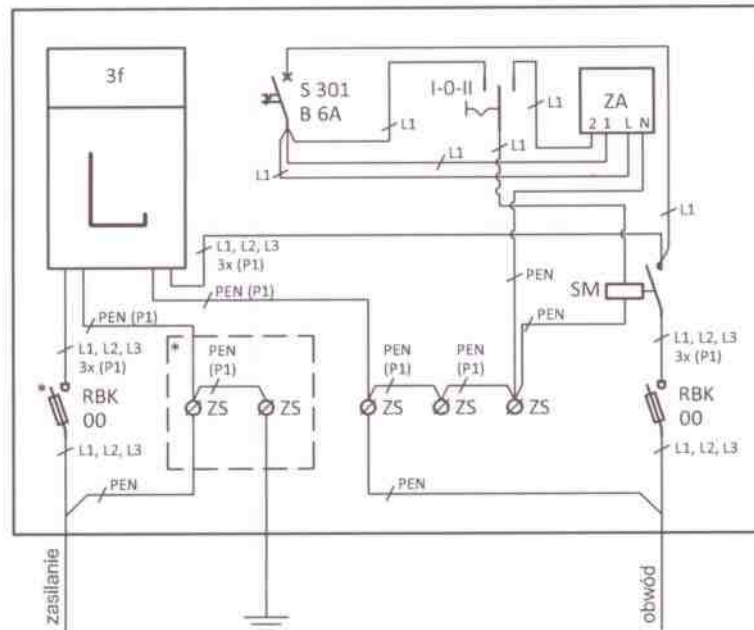 3f
S 301
B 6A
I-0-II
ZA
2 1 L N
L1
L1
L1
L1
L1
L1
L1, L2, L3
3x (P1)
PEN (P1)
PEN (P1)
PEN
PEN
SM
L1, L2, L3
3x (P1)
*
PEN
(P1)
PEN
(P1)
PEN
(P1)
L1, L2, L3
3x (P1)
*
RBK
00
ZS
ZS
ZS
ZS
ZS
RBK
00
L1, L2, L3
L1, L2, L3
PEN
PEN
zasilanie
obwód